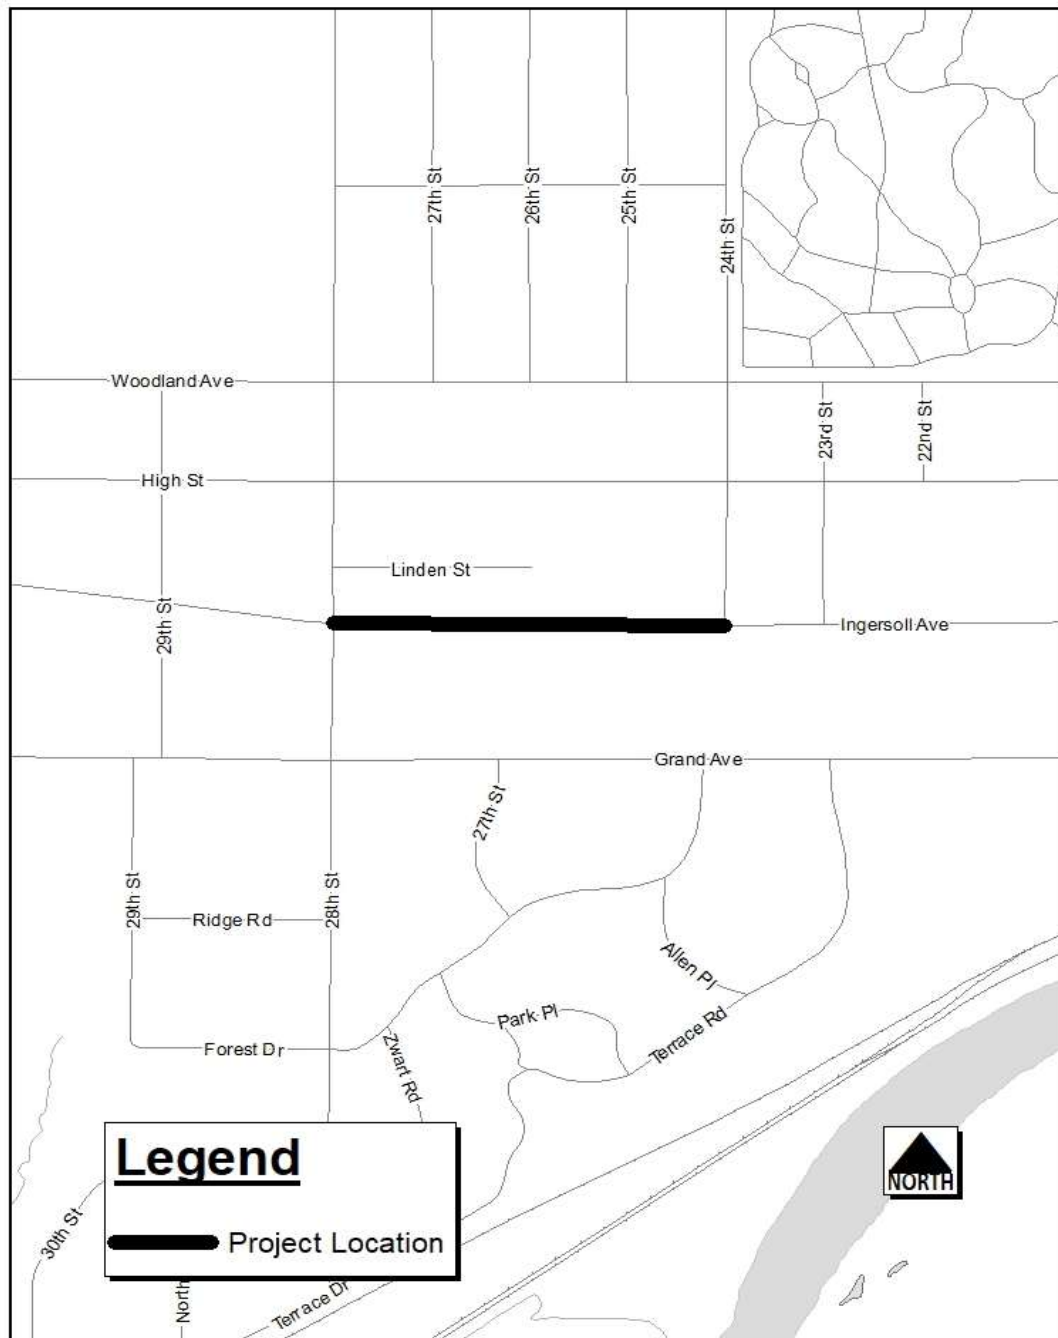 27th St
26th St
25th St
24th St
Woodland Ave
23rd St
22nd St
High St
Linden St
29th St
Ingersoll Ave
Grand Ave
27th St
29th St
28th St
Ridge Rd
Allen Pl
Park Pl
Terrace Rd
Forest Dr
Zwart Rd
Legend
Project Location
NORTH
30th St
North
Terrace Dr